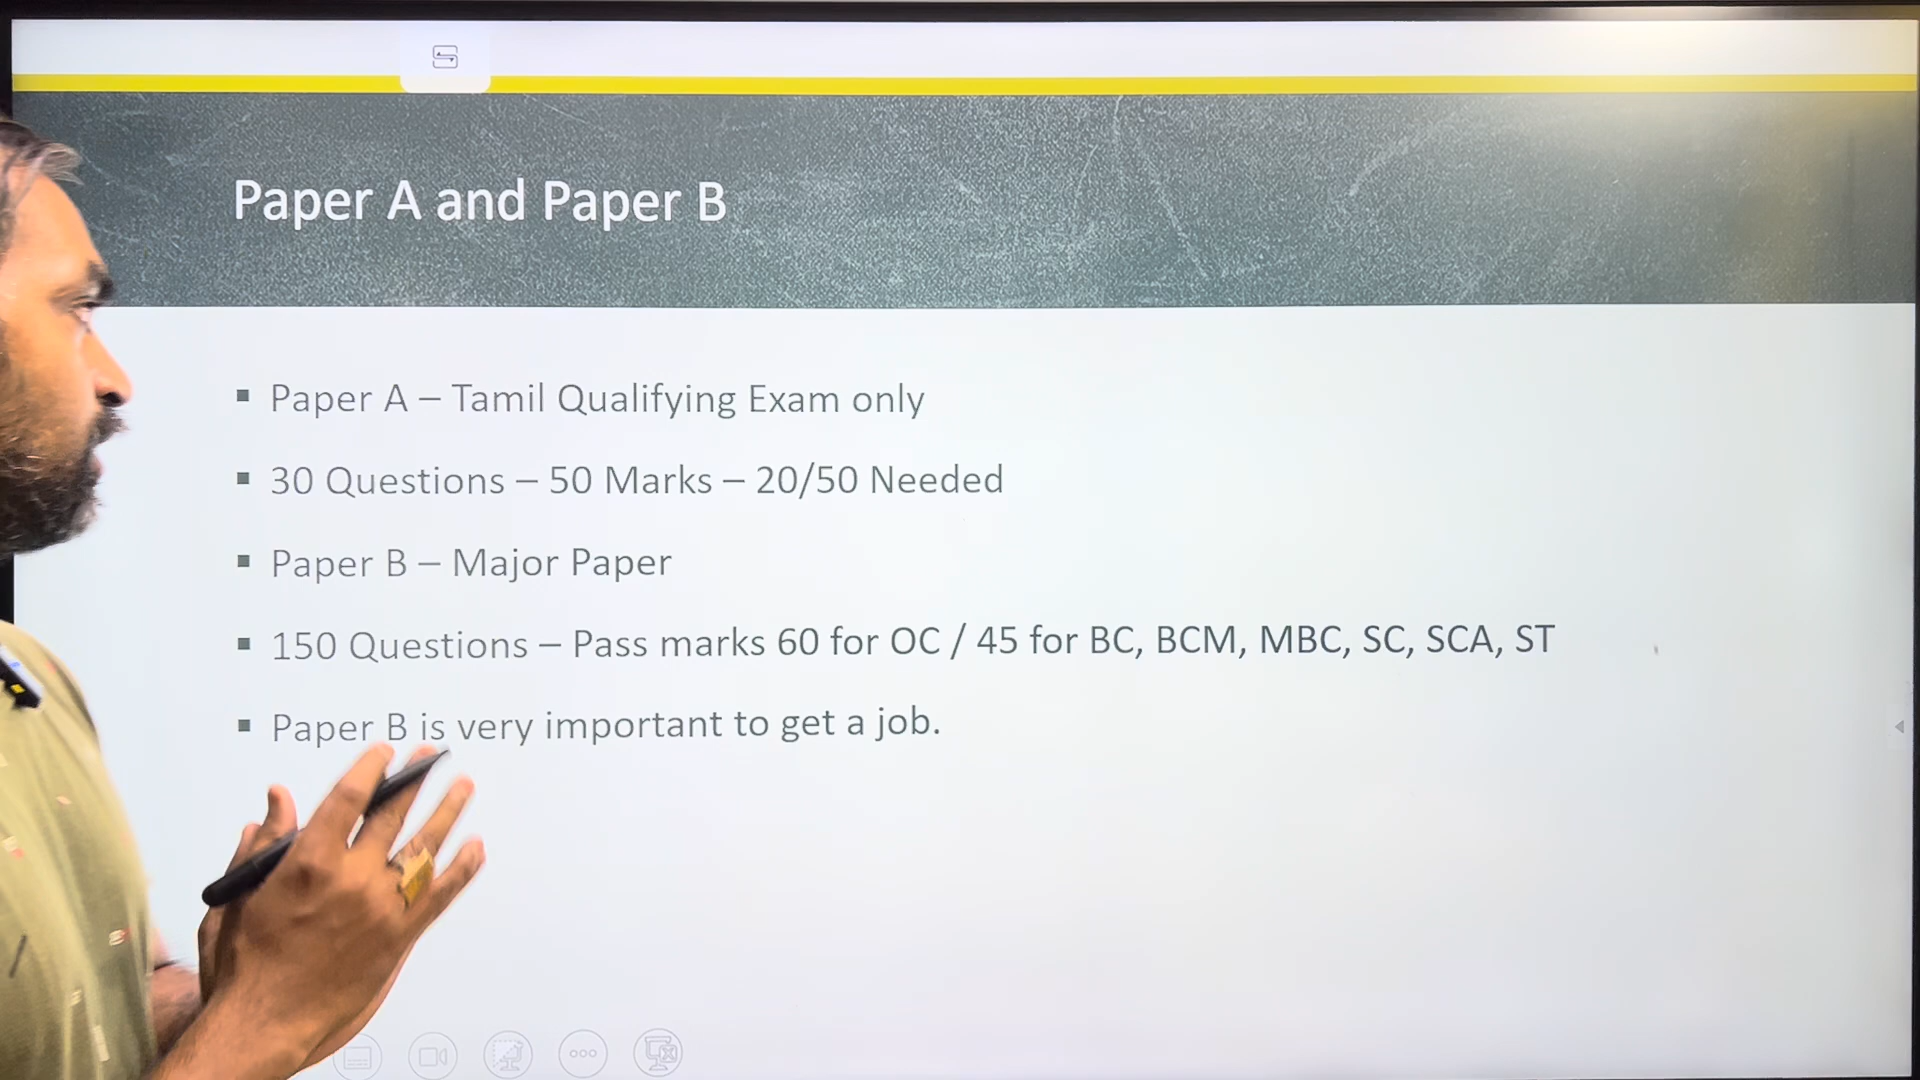 Paper A and Paper B
Paper A – Tamil Qualifying Exam only
30 Questions – 50 Marks – 20/50 Needed
Paper B – Major Paper
150 Questions – Pass marks 60 for OC / 45 for BC, BCM, MBC, SC, SCA, ST
Paper B is very important to get a job.